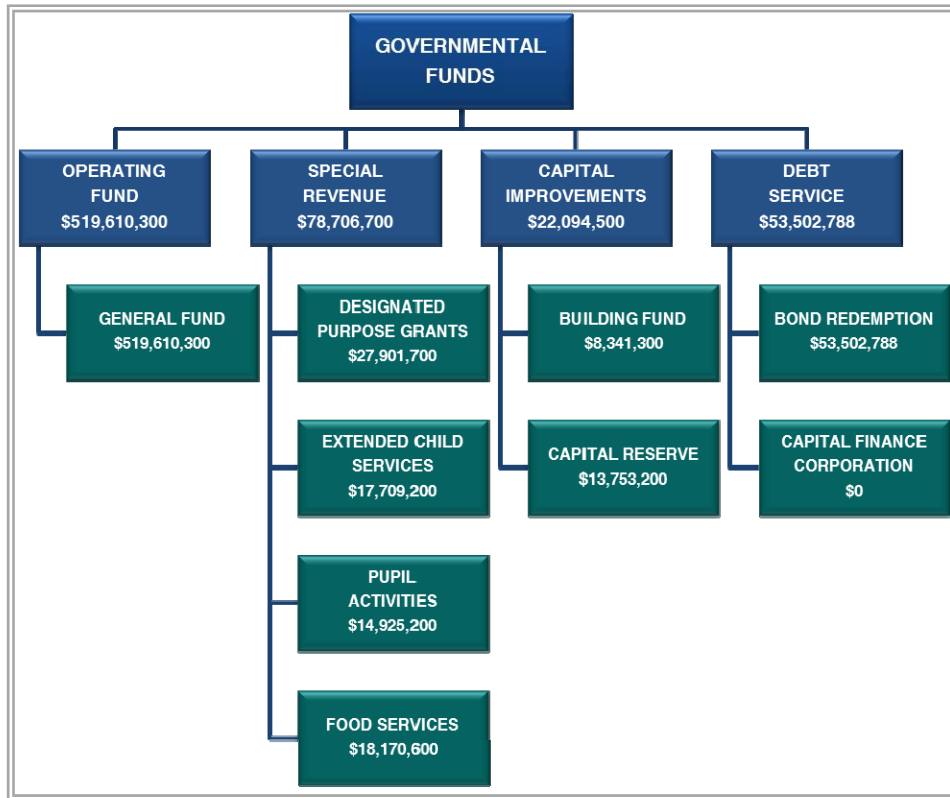 GOVERNMENTAL
FUNDS
OPERATING
FUND
$519,610,300
SPECIAL
REVENUE
$78,706,700
CAPITAL
IMPROVEMENTS
$22,094,500
DEBT
SERVICE
$53,502,788
GENERAL FUND
$519,610,300
DESIGNATED
PURPOSE GRANTS
$27,901,700
BUILDING FUND
$8,341,300
BOND REDEMPTION
$53,502,788
EXTENDED CHILD
SERVICES
$17,709,200
CAPITAL RESERVE
$13,753,200
CAPITAL FINANCE
CORPORATION
$0
PUPIL
ACTIVITIES
$14,925,200
FOOD SERVICES
$18,170,600